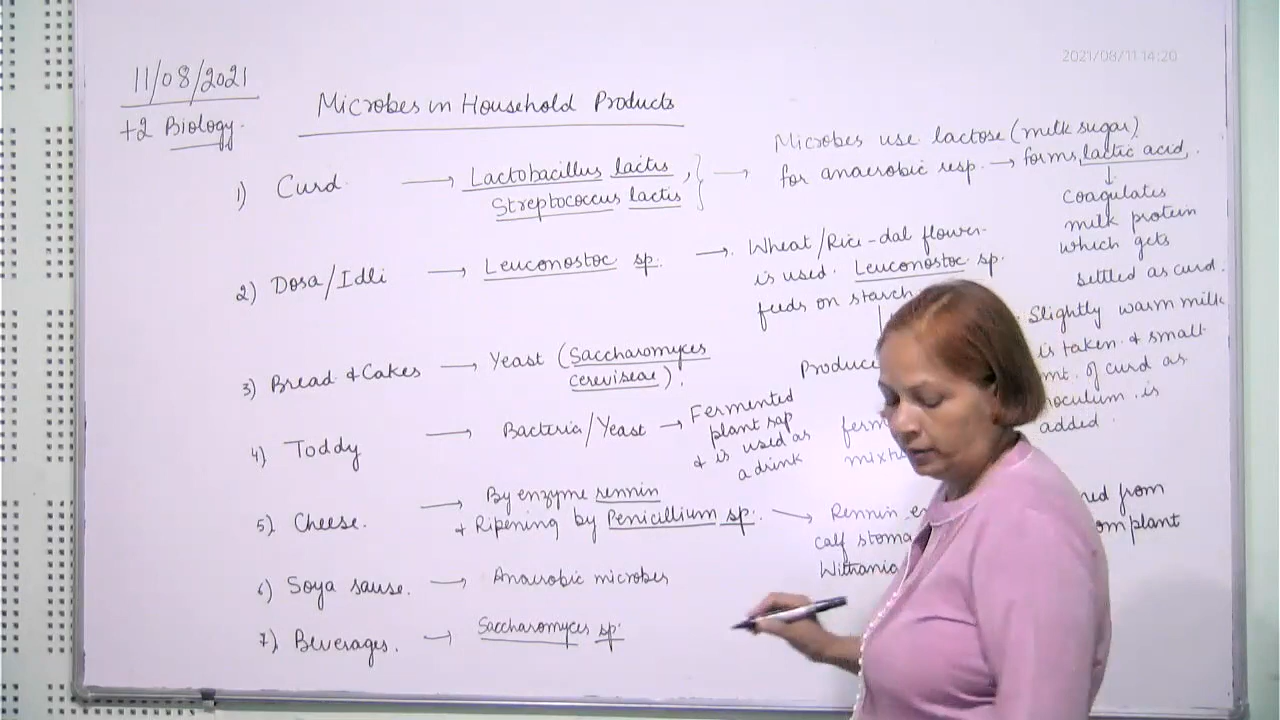 2021/08/11 14:20
11/08/2021
+2 Biology.
Microbes in Household Products
1) Curd. → Lactobacillus lactis,
Streptococcus lactis } →
Microbes use lactose (milk sugar)
for anaerobic resp. → forms lactic acid.
↓
Coagulates
milk protein
which gets
settled as curd.
Slightly warm milk
is taken & small
of curd as
is
added.
2) Dosa/Idli → Leuconostoc sp. →
Wheat/Rice-dal flower
is used. Leuconostoc sp.
feeds on starch
3) Bread & Cakes → Yeast (Saccharomyces
cereviseae).
4) Toddy → Bacteria/Yeast → Fermented
plant sap
& is used as
a drink
5) Cheese. → By enzyme rennin
+ Ripening by Penicillium sp. →
Rennin
from
calf
plant
Withania
6) Soya sause. → Anaerobic microbes
7) Beverages. → Saccharomyces sp.